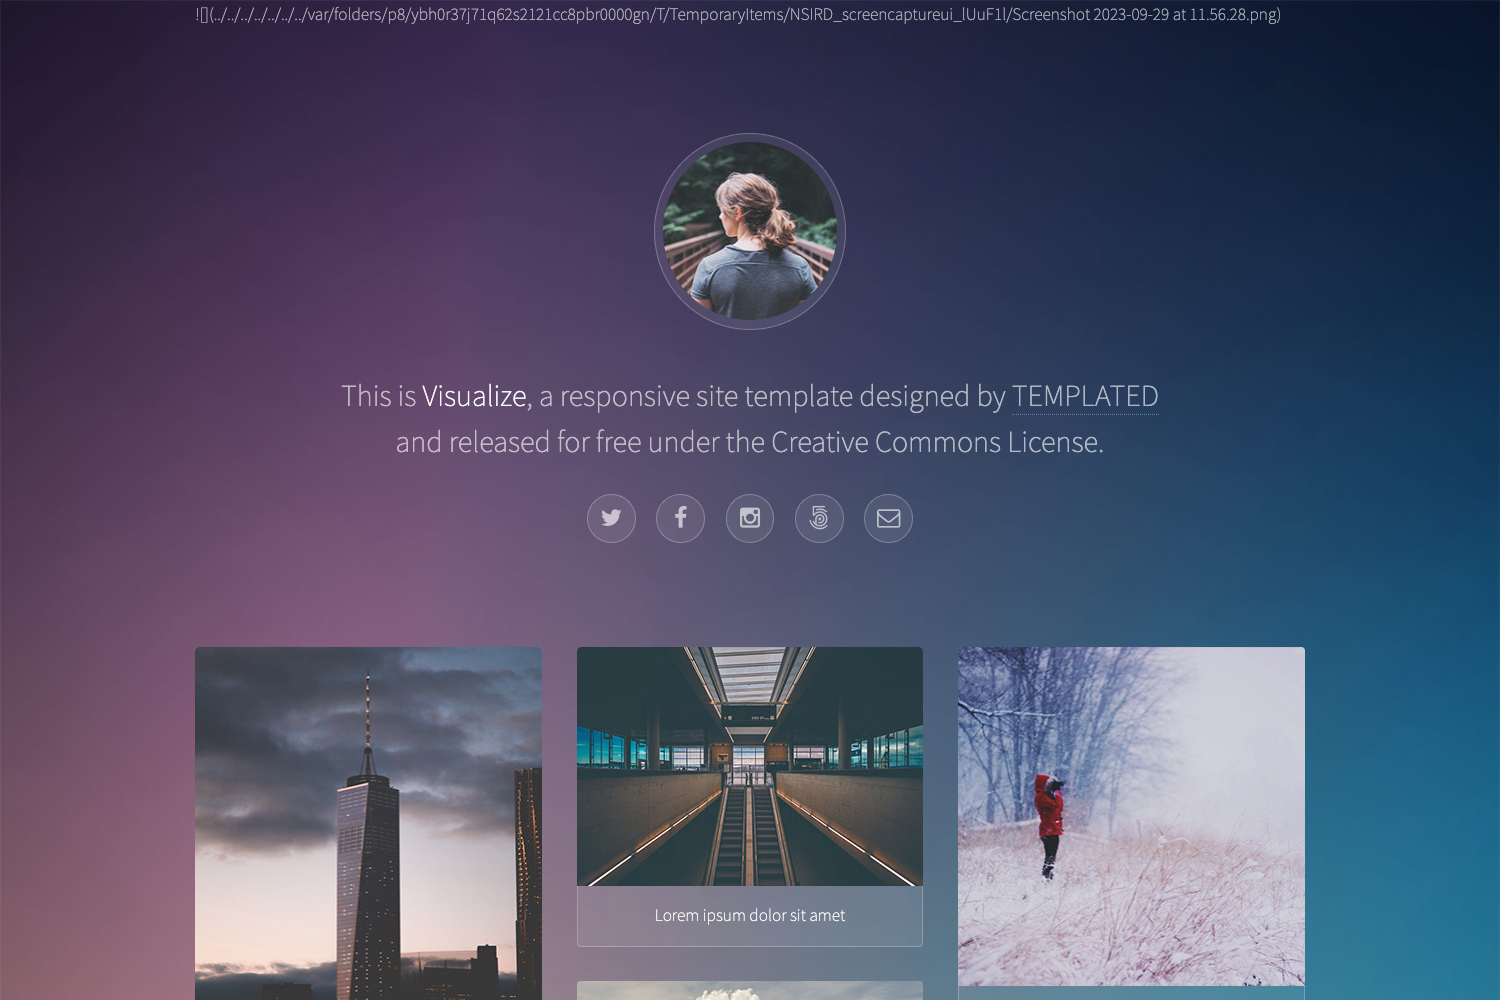 ![](../../../../../../../var/folders/p8/ybh0r37j71q62s2121cc8pbr0000gn/T/TemporaryItems/NSIRD_screencaptureui_lUuF1l/Screenshot 2023-09-29 at 11.56.28.png)
This is Visualize, a responsive site template designed by TEMPLATED
and released for free under the Creative Commons License.
Lorem ipsum dolor sit amet